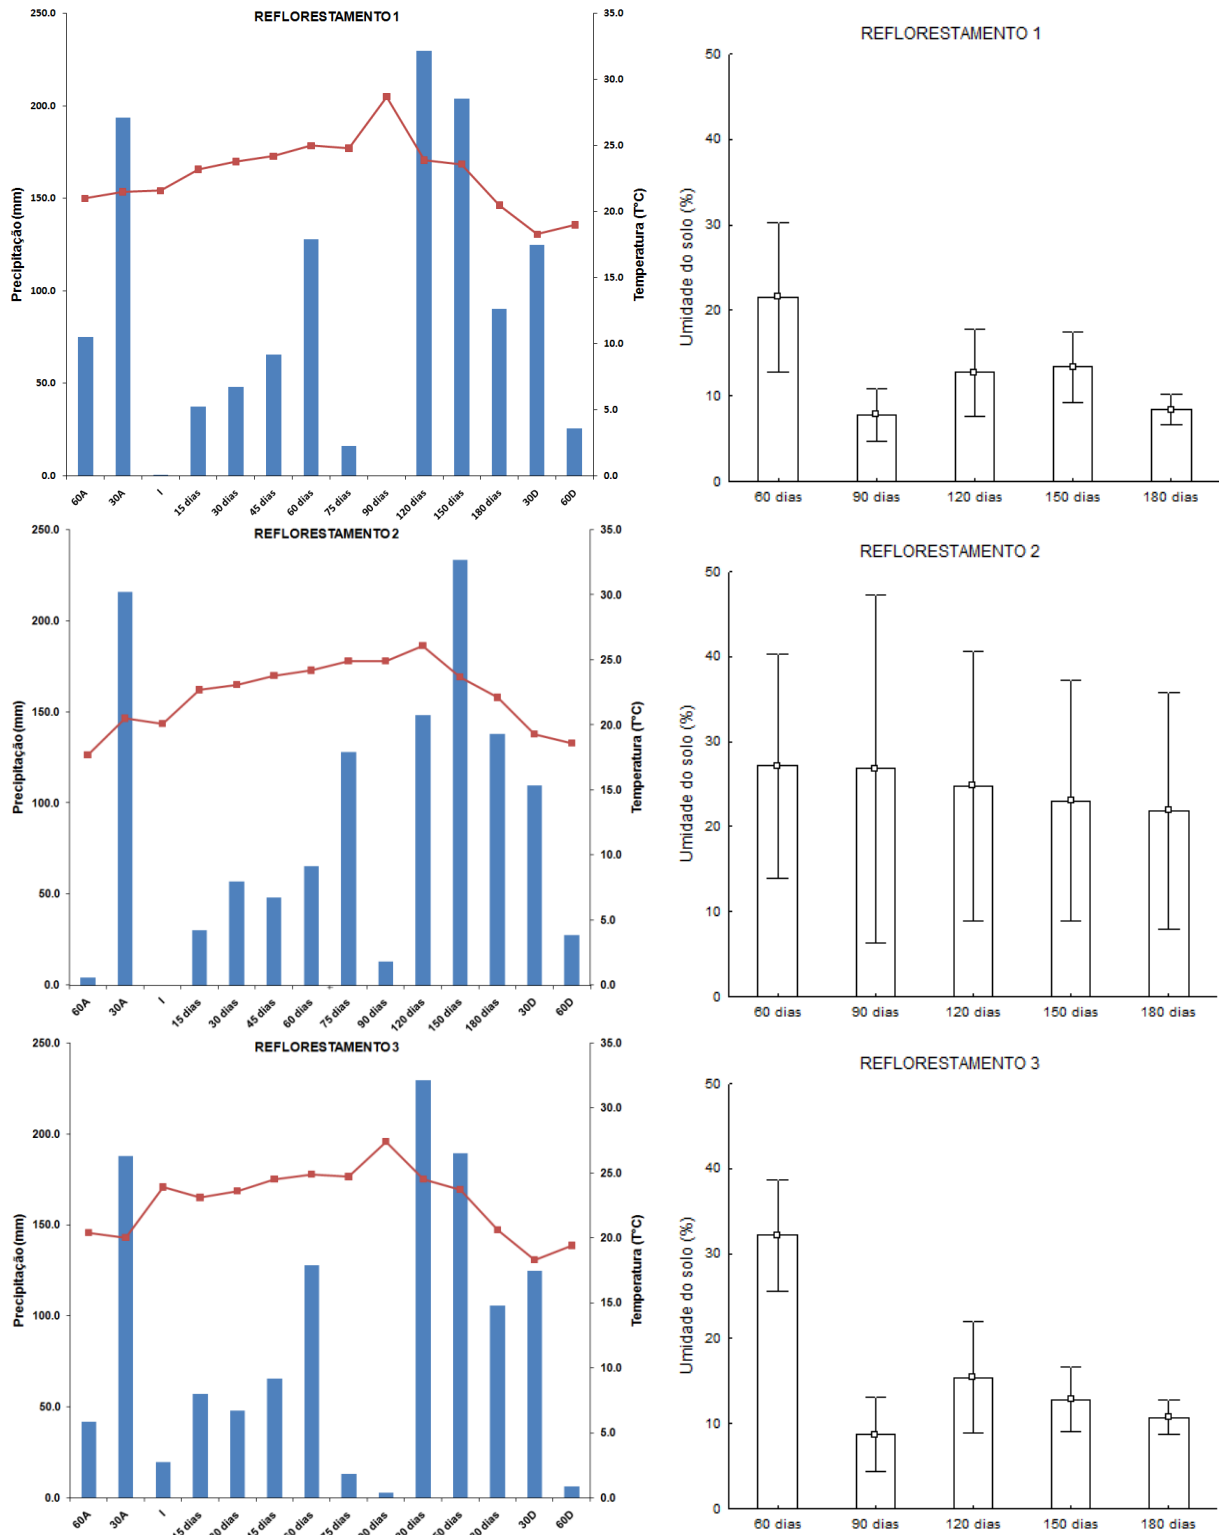 REFLORESTAMENTO 1
250.0
200.0
150.0
100.0
50.0
0.0
Precipitação (mm)
35.0
30.0
25.0
20.0
15.0
10.0
5.0
0.0
Temperatura (T°C)
60A
30A
I
15 dias
30 dias
45 dias
60 dias
75 dias
90 dias
120 dias
150 dias
180 dias
30D
60D
REFLORESTAMENTO 1
50
40
30
20
10
0
Umidade do solo (%)
60 dias
90 dias
120 dias
150 dias
180 dias
REFLORESTAMENTO 2
250.0
200.0
150.0
100.0
50.0
0.0
Precipitação (mm)
35.0
30.0
25.0
20.0
15.0
10.0
5.0
0.0
Temperatura (T°C)
60A
30A
I
15 dias
30 dias
45 dias
60 dias
75 dias
90 dias
120 dias
150 dias
180 dias
30D
60D
REFLORESTAMENTO 2
50
40
30
20
10
0
Umidade do solo (%)
60 dias
90 dias
120 dias
150 dias
180 dias
REFLORESTAMENTO 3
250.0
200.0
150.0
100.0
50.0
0.0
Precipitação (mm)
35.0
30.0
25.0
20.0
15.0
10.0
5.0
0.0
Temperatura (T°C)
60A
30A
I
15 dias
dias
dias
dias
dias
dias
dias
dias
dias
30D
60D
REFLORESTAMENTO 3
50
40
30
20
10
0
Umidade do solo (%)
60 dias
90 dias
120 dias
150 dias
180 dias